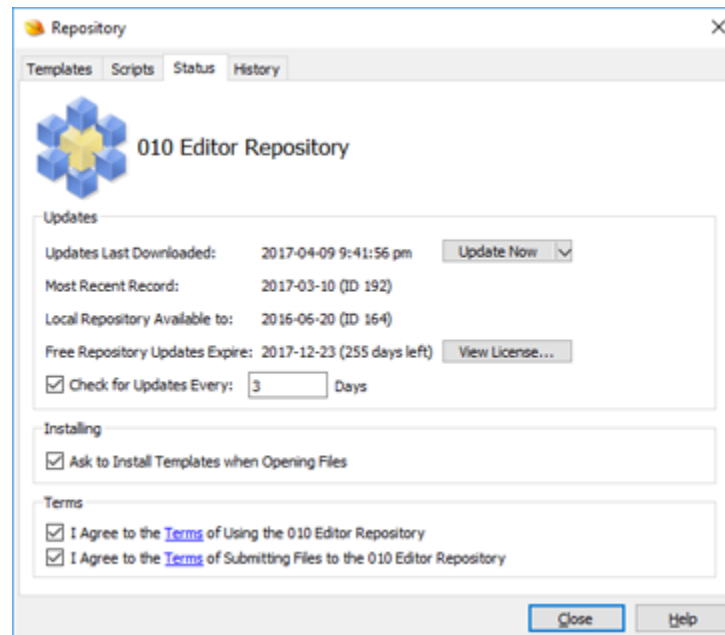 Repository
Templates Scripts Status History
010 Editor Repository
Updates
Updates Last Downloaded: 2017-04-09 9:41:56 pm Update Now
Most Recent Record: 2017-03-10 (ID 192)
Local Repository Available to: 2016-06-20 (ID 164)
Free Repository Updates Expire: 2017-12-23 (255 days left) View License...
Check for Updates Every: 3 Days
Installing
Ask to Install Templates when Opening Files
Terms
I Agree to the Terms of Using the 010 Editor Repository
I Agree to the Terms of Submitting Files to the 010 Editor Repository
Close Help